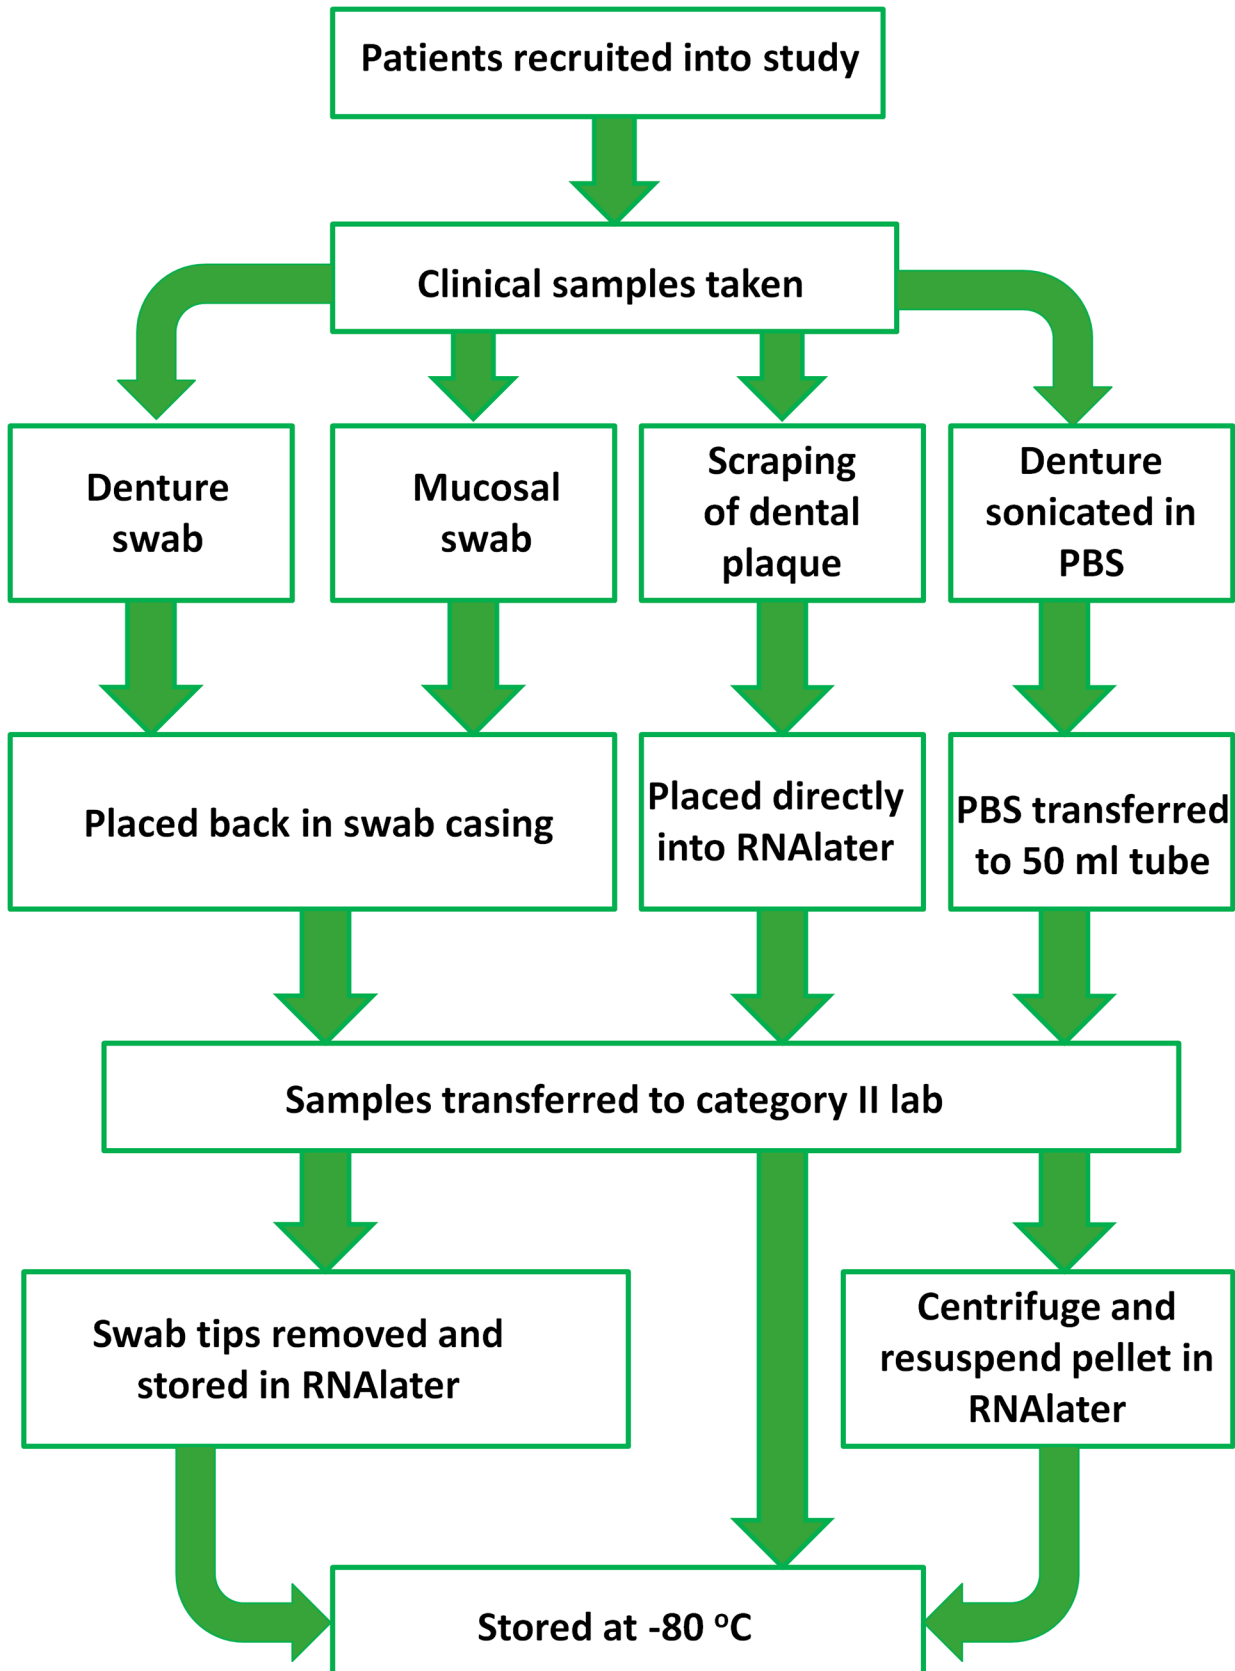 Patients recruited into study
Clinical samples taken
Denture
swab
Mucosal
swab
Scraping
of dental
plaque
Denture
sonicated in
PBS
Placed back in swab casing
Placed directly
into RNAlater
PBS transferred
to 50 ml tube
Samples transferred to category II lab
Swab tips removed and
stored in RNAlater
Centrifuge and
resuspend pellet in
RNAlater
Stored at -80 ᵒC